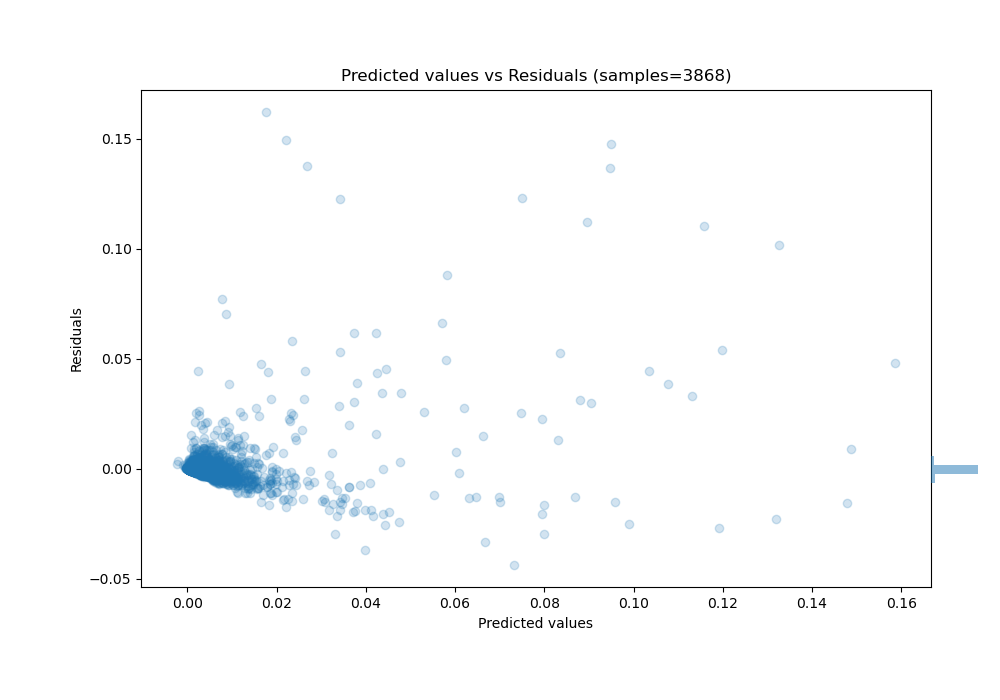 Predicted values vs Residuals (samples=3868)
0.15
0.10
0.05
0.00
−0.05
Residuals
0.00 0.02 0.04 0.06 0.08 0.10 0.12 0.14 0.16
Predicted values